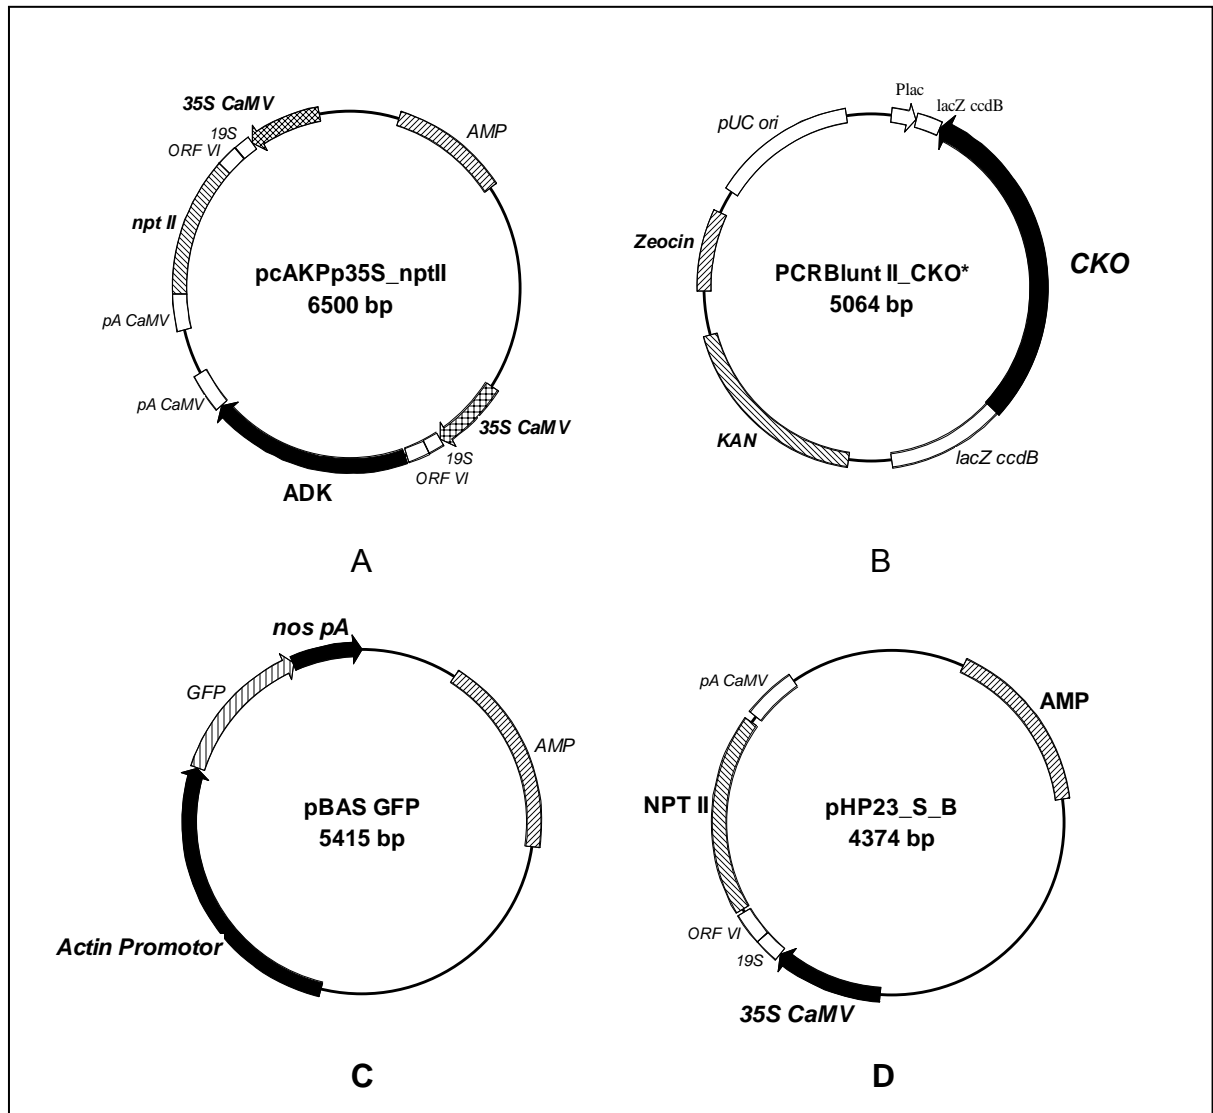 35S CaMV
19S
ORF VI
AMP
npt II
pcAKPp35S_nptII
6500 bp
pA CaMV
pA CaMV
35S CaMV
19S
ORF VI
ADK
A
Plac
lacZ ccdB
pUC ori
Zeocin
CKO
PCRBlunt II_CKO*
5064 bp
KAN
lacZ ccdB
B
nos pA
GFP
AMP
pBAS GFP
5415 bp
Actin Promotor
C
pA CaMV
AMP
NPT II
pHP23_S_B
4374 bp
ORF VI
19S
35S CaMV
D